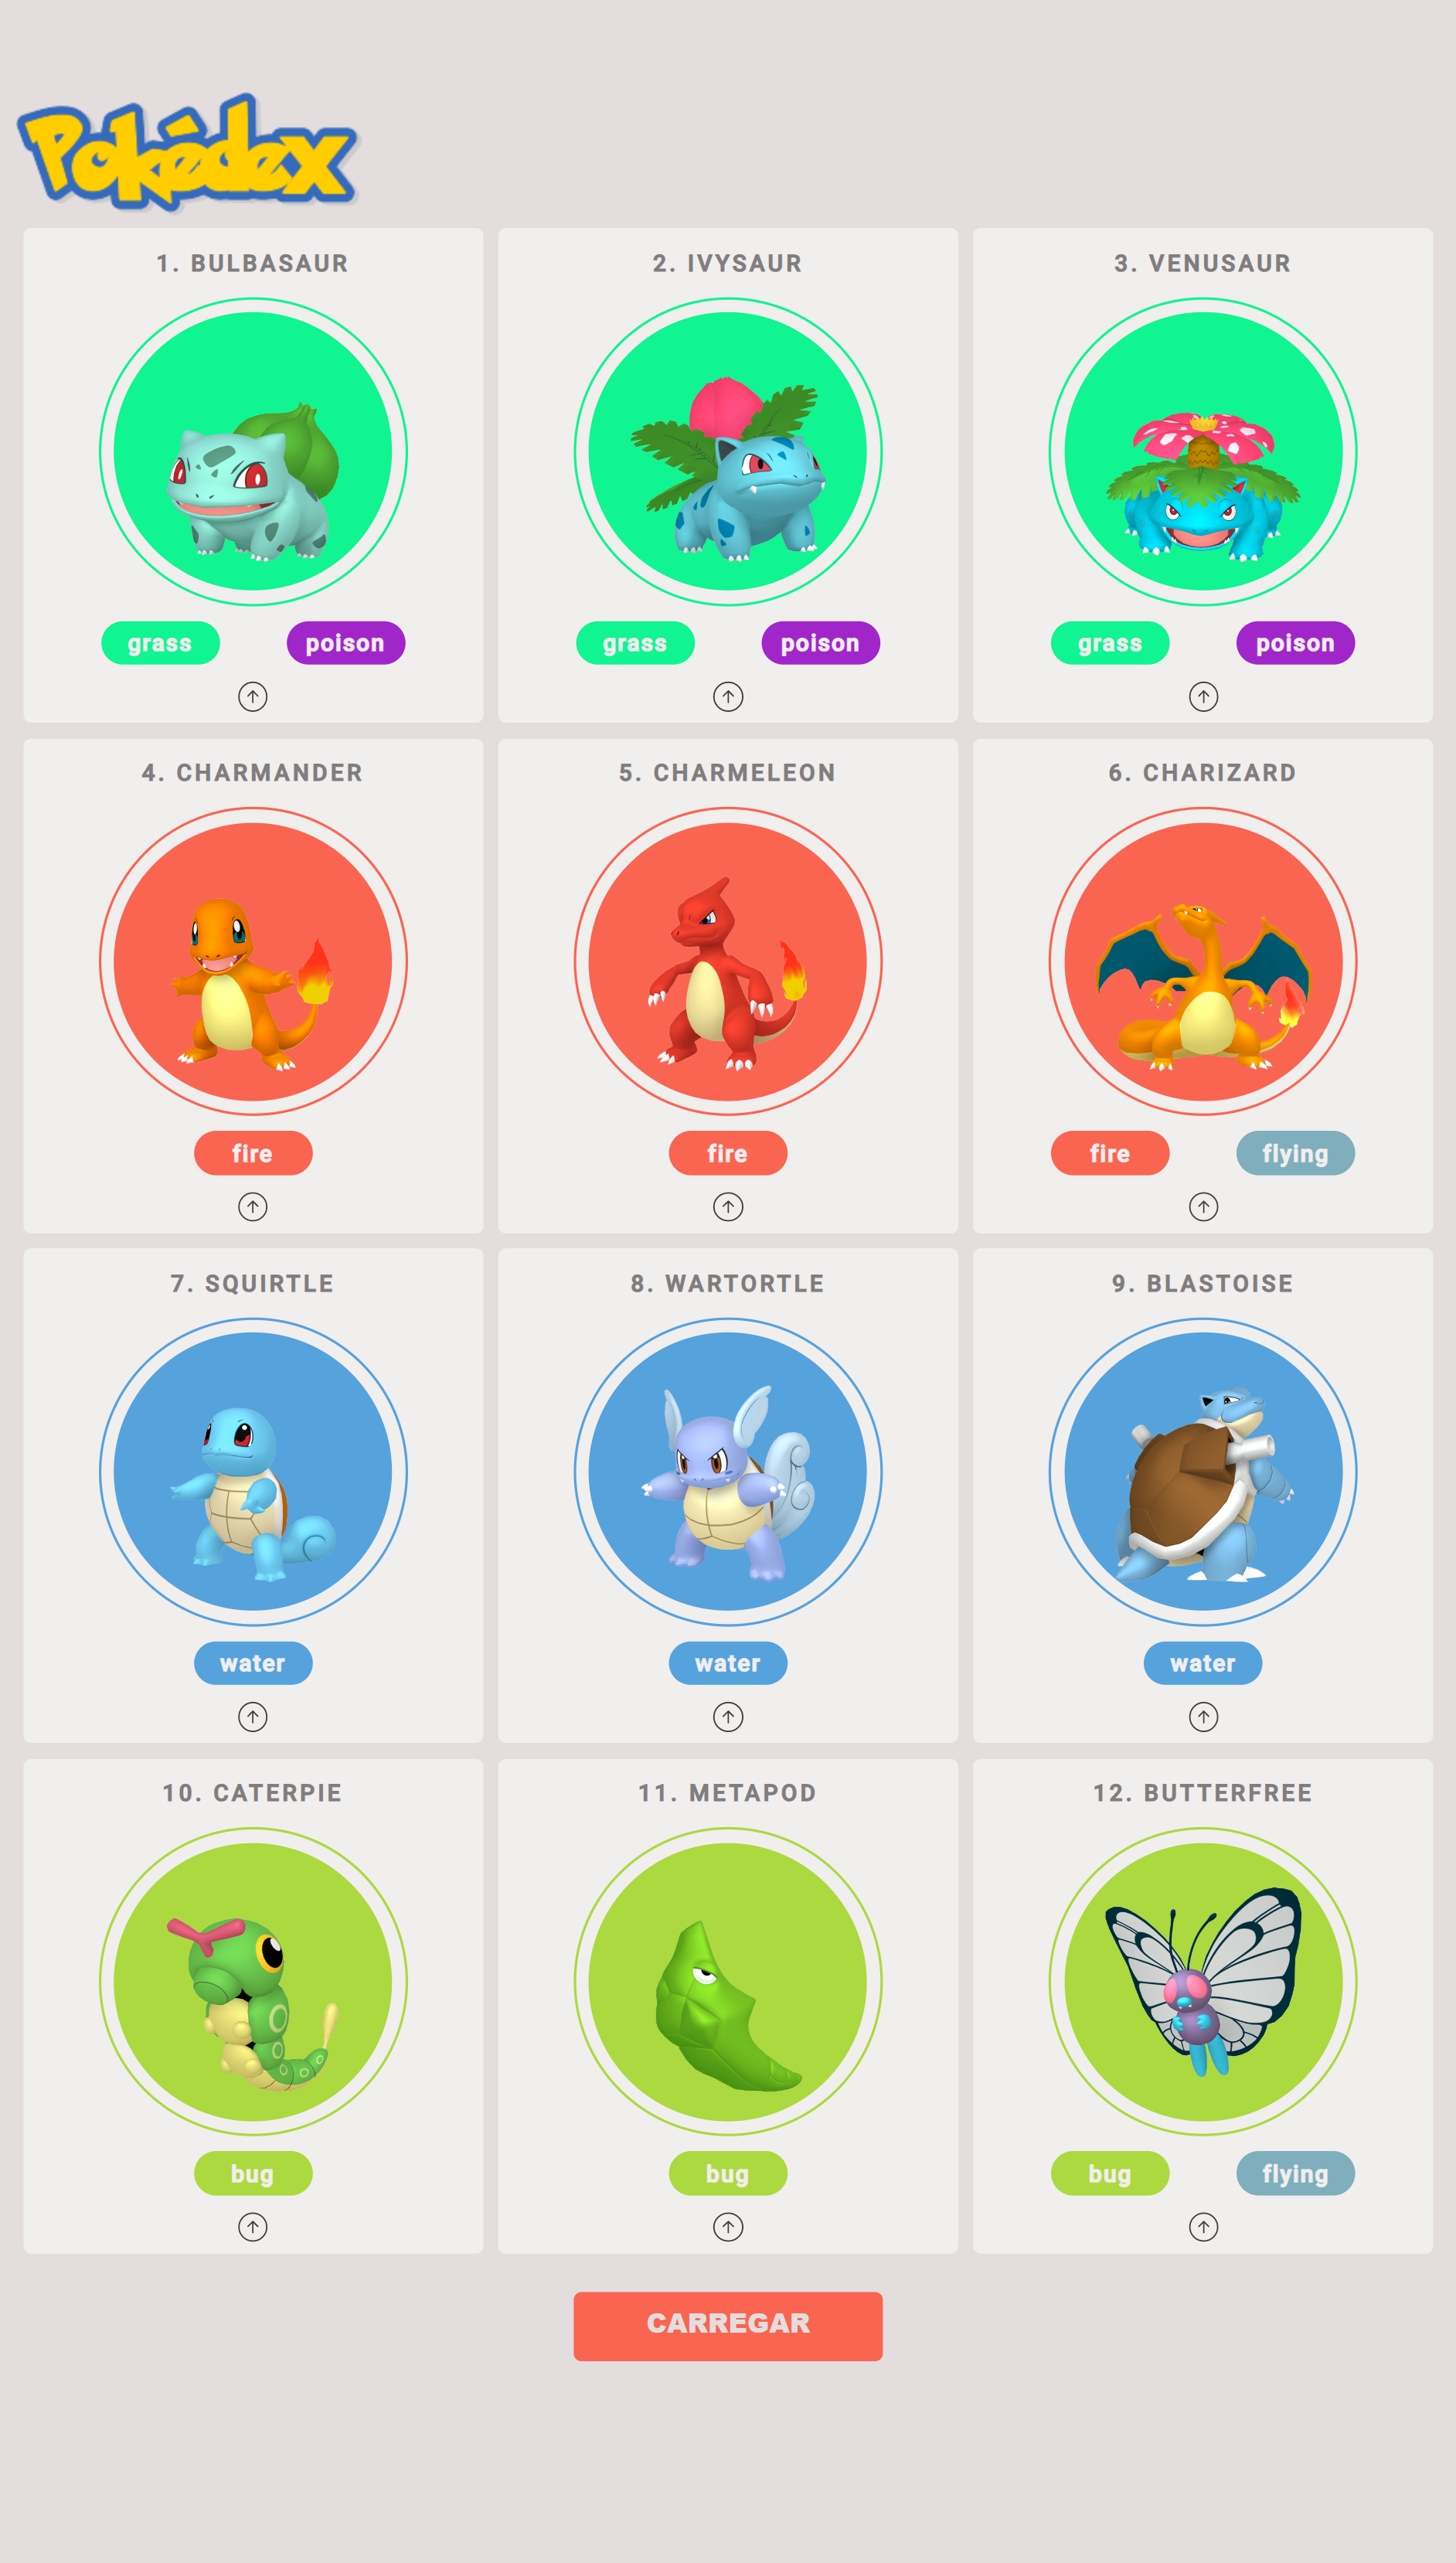 Pokédex
1. BULBASAUR
2. IVYSAUR
3. VENUSAUR
grass poison
grass poison
grass poison
4. CHARMANDER
5. CHARMELEON
6. CHARIZARD
fire
fire
fire flying
7. SQUIRTLE
8. WARTORTLE
9. BLASTOISE
water
water
water
10. CATERPIE
11. METAPOD
12. BUTTERFREE
bug
bug
bug flying
CARREGAR